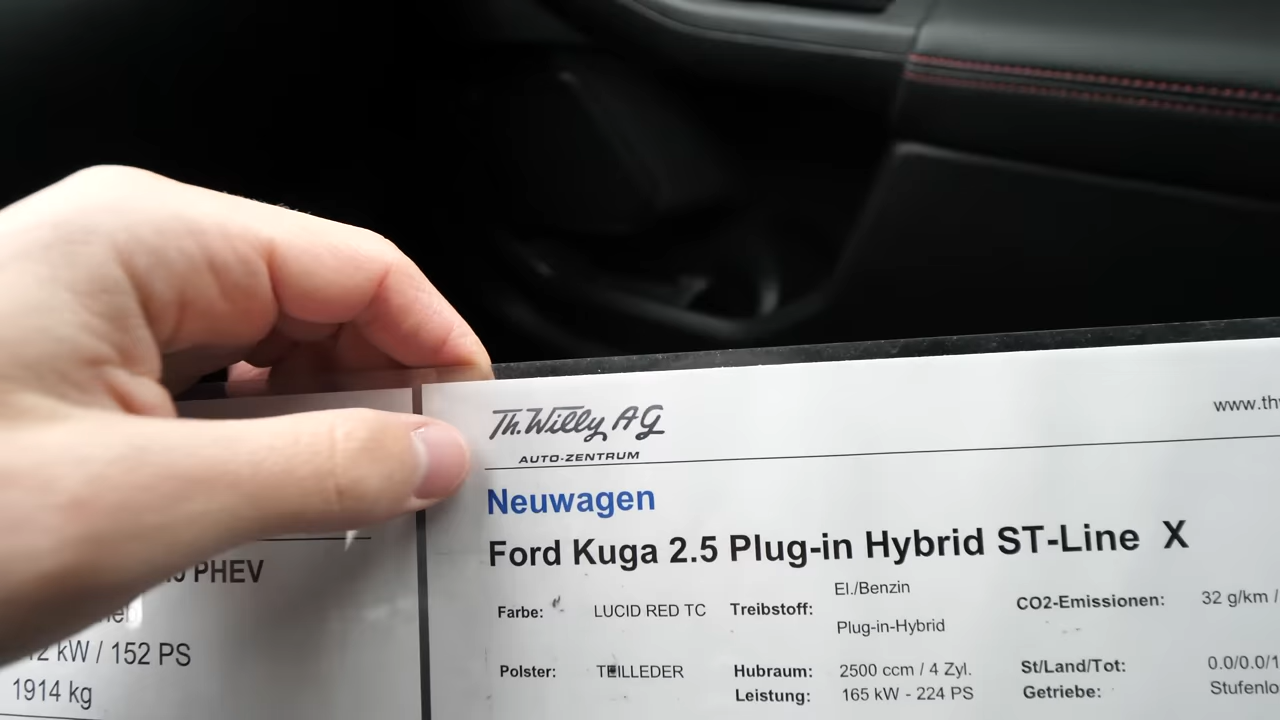 Th. Willy AG
AUTO-ZENTRUM
www.th
Neuwagen
Ford Kuga 2.5 Plug-in Hybrid ST-Line X
Farbe: LUCID RED TC Treibstoff: El./Benzin
Plug-in-Hybrid
CO2-Emissionen: 32 g/km /
Polster: TEILLEDER Hubraum: 2500 ccm / 4 Zyl. St/Land/Tot: 0.0/0.0/1
Leistung: 165 kW - 224 PS Getriebe: Stufenlo
PHEV
kW / 152 PS
1914 kg